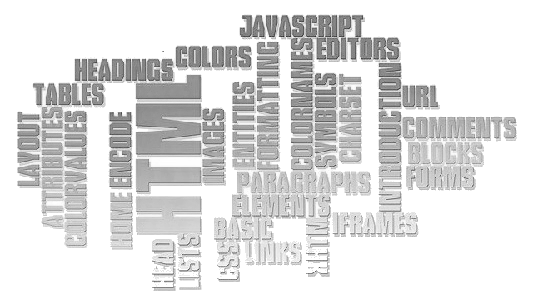 JAVASCRIPT
COLORS
EDITORS
HEADINGS
TABLES
URL
LAYOUT
ATTRIBUTES
COLORVALUES
HOME
ENCODE
HTML
IMAGES
ENTITIES
FORMATTING
COLORNAMES
SYMBOLS
CHARSET
INTRODUCTION
COMMENTS
BLOCKS
FORMS
PARAGRAPHS
ELEMENTS
BASIC
XHTML
IFRAMES
HEAD
LISTS
CSS
LINKS